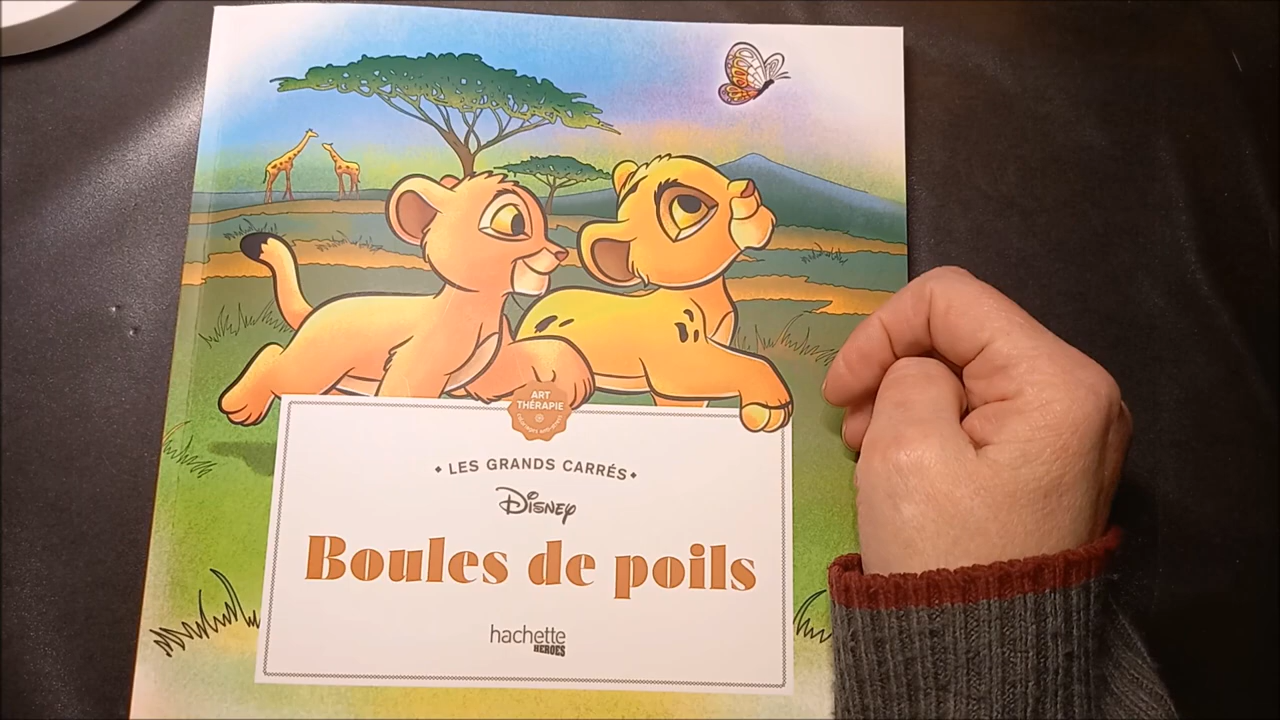 ART
THÉRAPIE
• LES GRANDS CARRÉS •
DISNEY
Boules de poils
hachette
HEROES